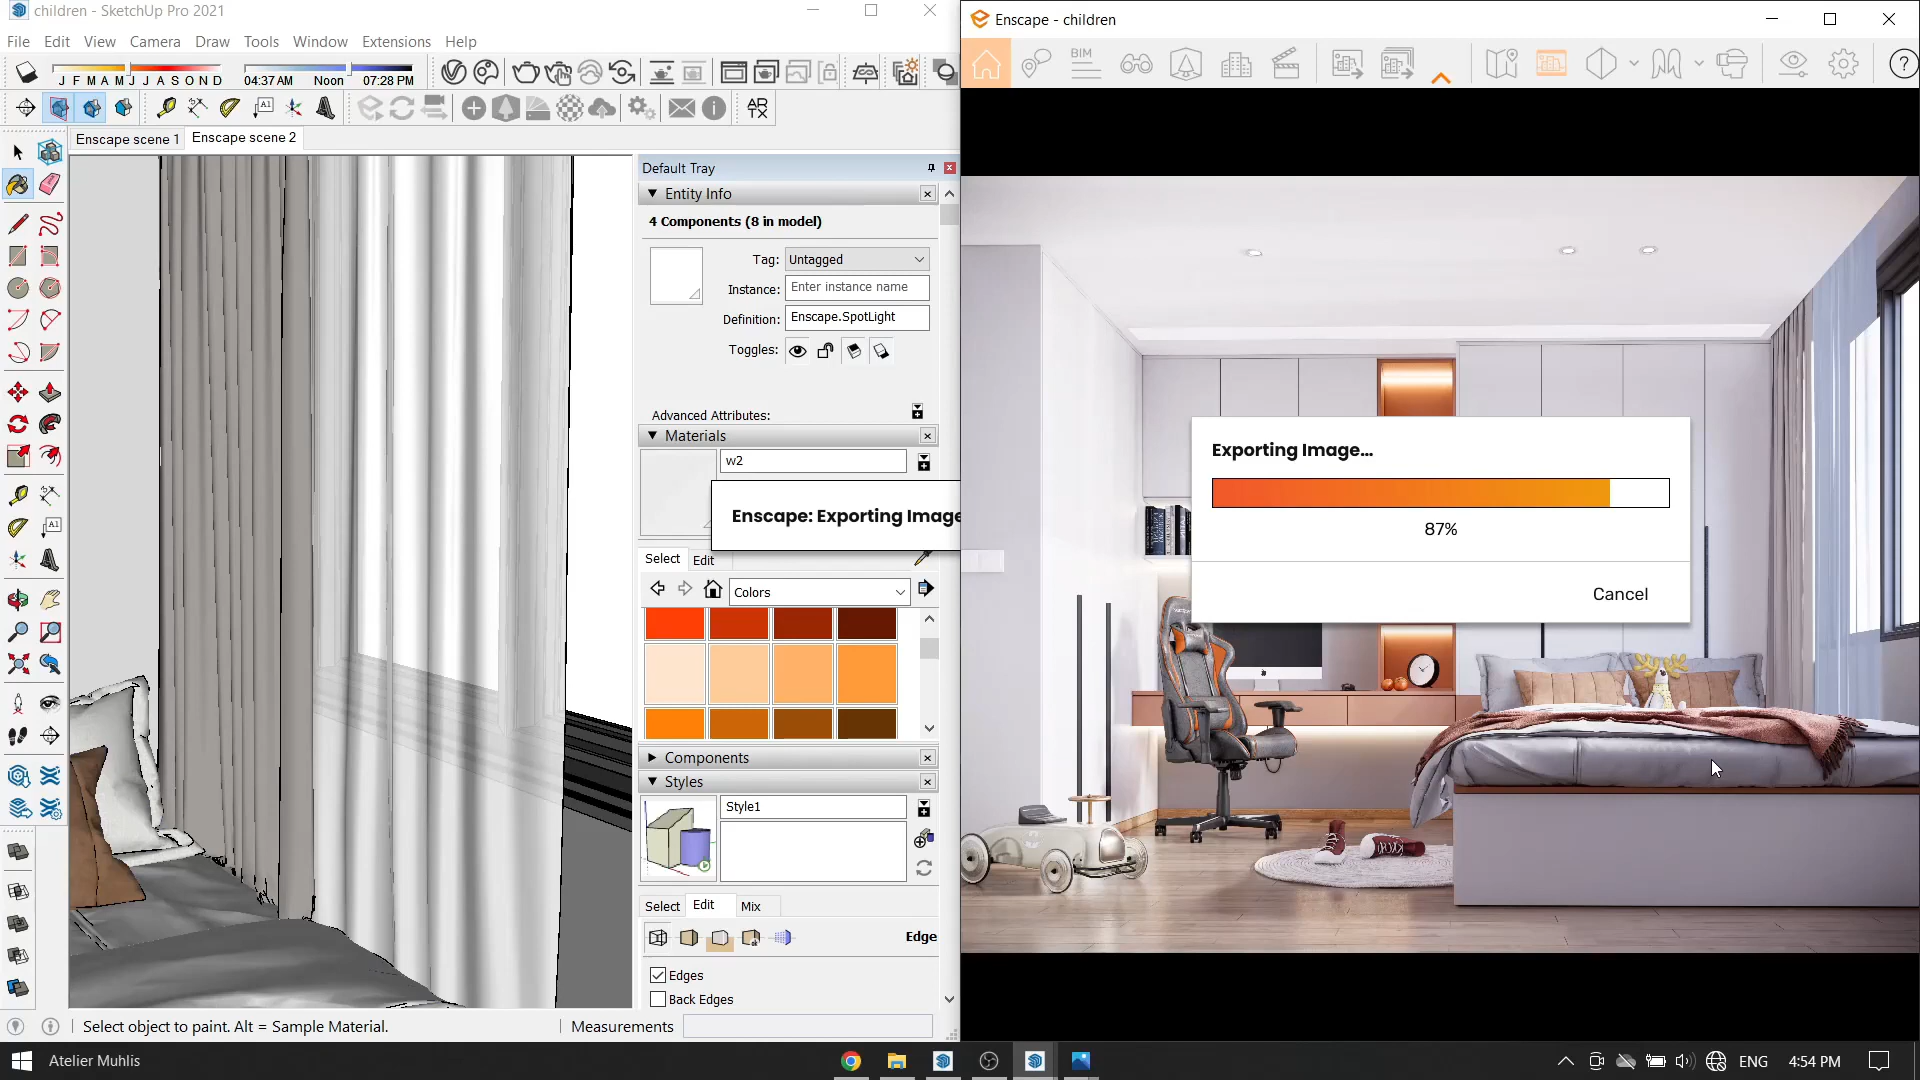 children - SketchUp Pro 2021
File Edit View Camera Draw Tools Window Extensions Help
J F M A M J J A S O N D
04:37 AM Noon 07:28 PM
A1
Enscape scene 1
Enscape scene 2
A1
Default Tray
Entity Info
4 Components (8 in model)
Tag: Untagged
Instance: Enter instance name
Definition: Enscape.SpotLight
Toggles:
Advanced Attributes:
Materials
w2
Enscape: Exporting Image
Select Edit
Colors
Components
Styles
Style1
Select Edit Mix
Edge
Edges
Back Edges
Select object to paint. Alt = Sample Material.
Measurements
Enscape - children
BIM
?
Exporting Image...
87%
Cancel
Atelier Muhlis
ENG
4:54 PM